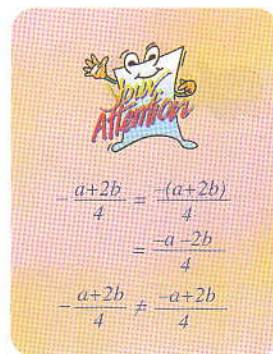 Your
Attention
- a+2b/4 = -(a+2b)/4
= -a-2b/4
- a+2b/4 ≠ -a+2b/4